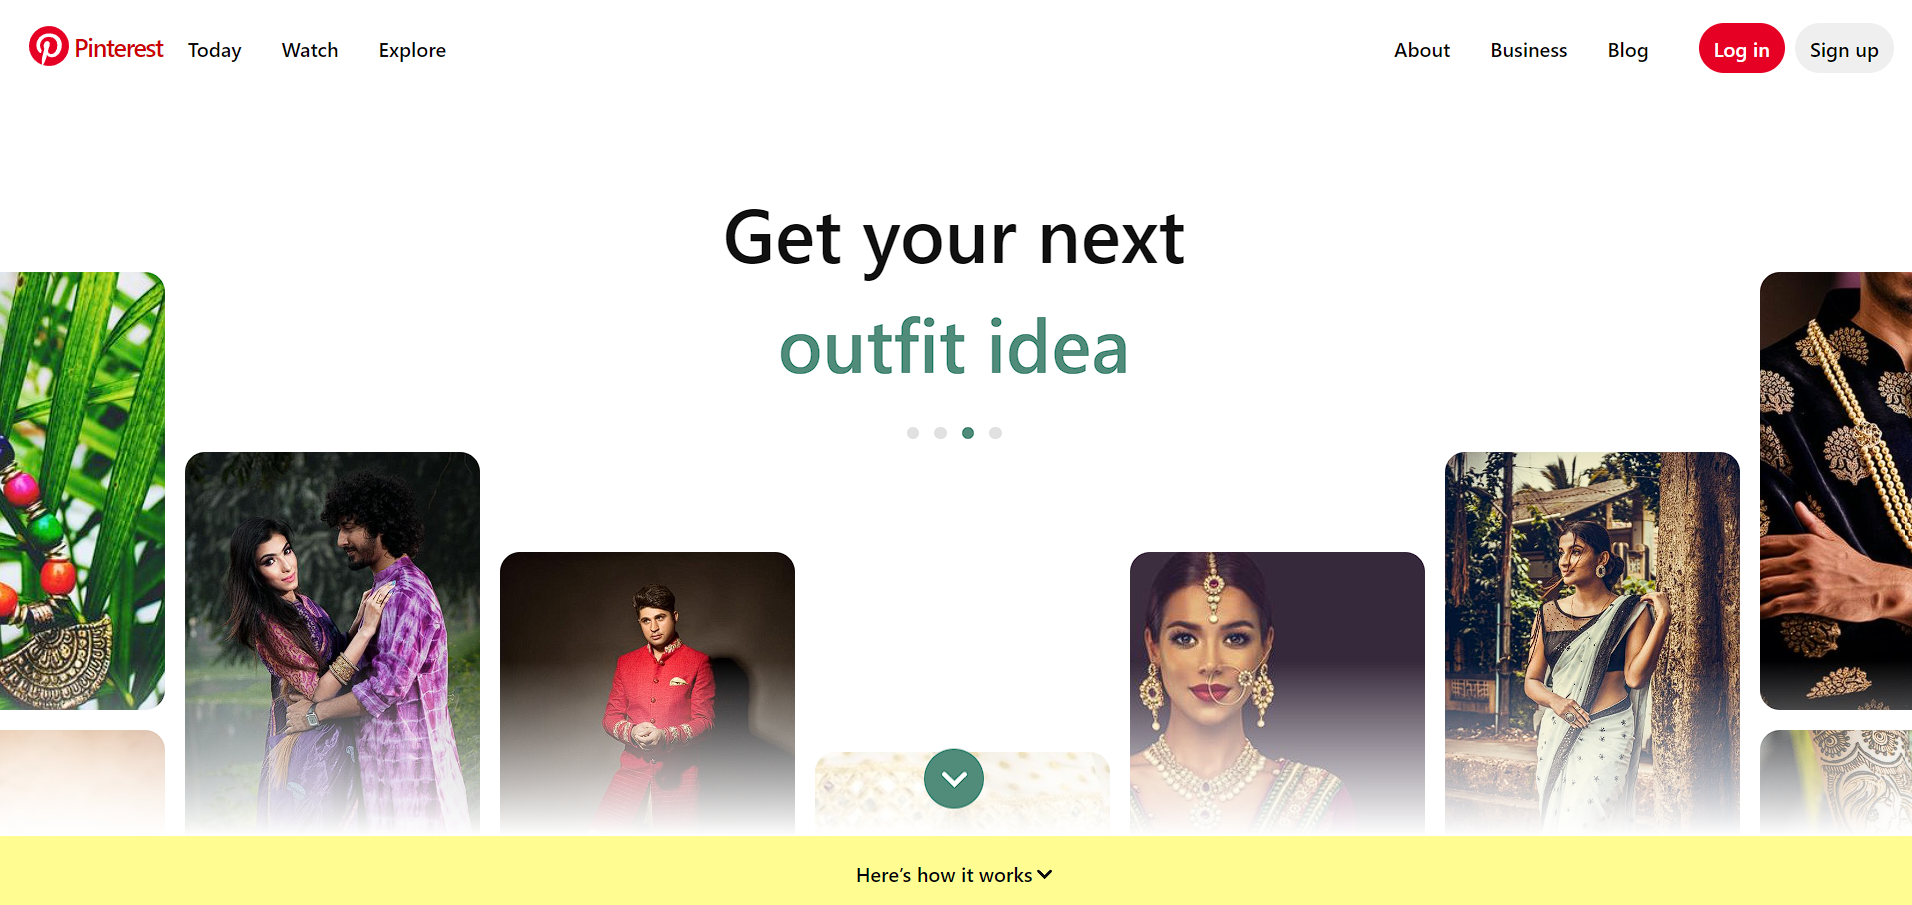 Pinterest Today Watch Explore About Business Blog Log in Sign up
Get your next
outfit idea
Here's how it works